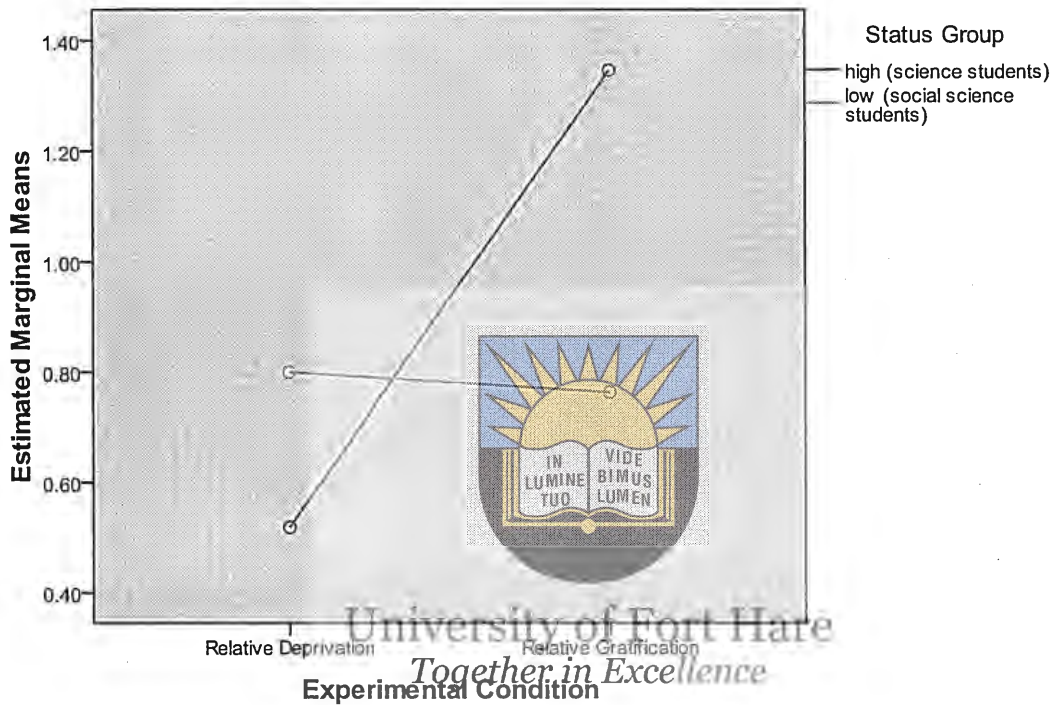 Status Group
high (science students)
low (social science
students)
Estimated Marginal Means
1.40
1.20
1.00
0.80
0.60
0.40
IN
LUMINE
TUO
VIDE
BIMUS
LUMEN
University of Fort Hare
Relative Deprivation
Relative Gratification
Together in Excellence
Experimental Condition